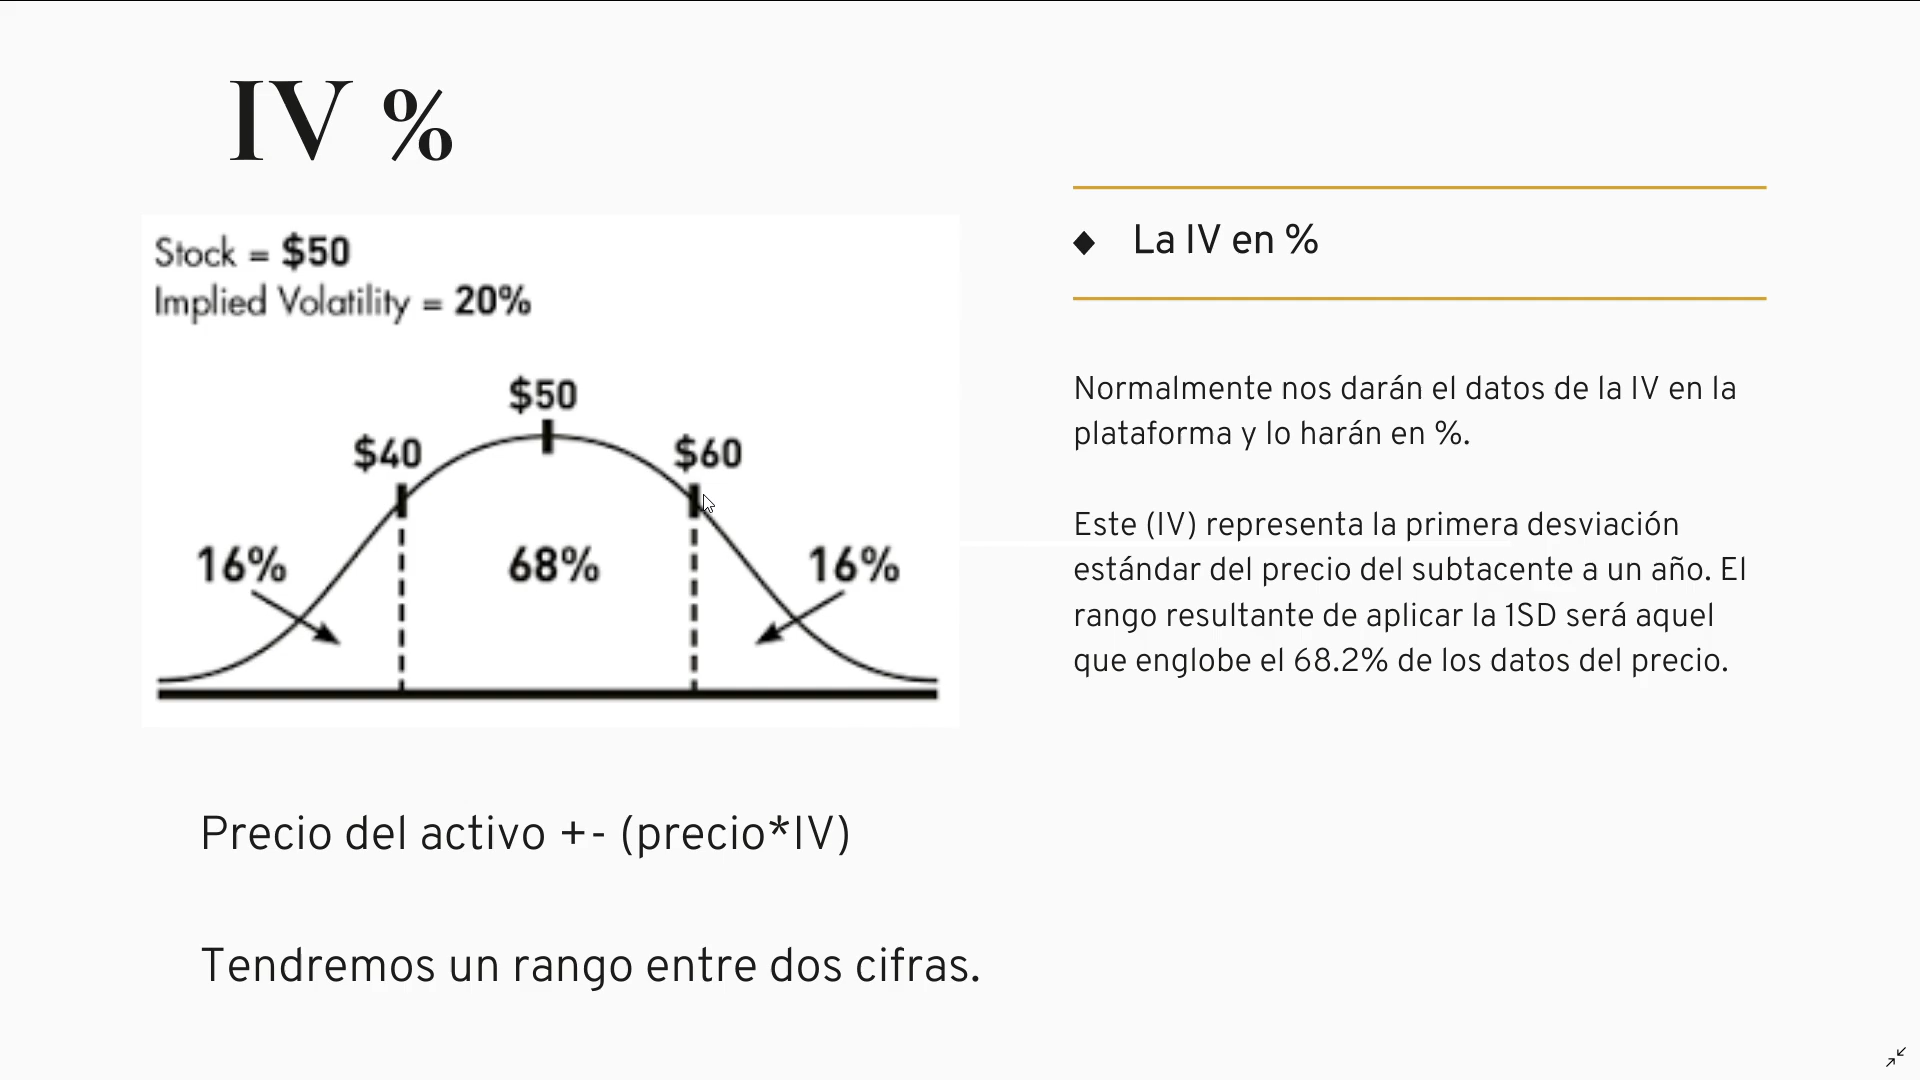 IV %
Stock = $50
Implied Volatility = 20%
$50
$40
$60
16%
68%
16%
Precio del activo +- (precio*IV)
Tendremos un rango entre dos cifras.
◆ La IV en %
Normalmente nos darán el datos de la IV en la
plataforma y lo harán en %.
Este (IV) representa la primera desviación
estándar del precio del subtacente a un año. El
rango resultante de aplicar la 1SD será aquel
que englobe el 68.2% de los datos del precio.